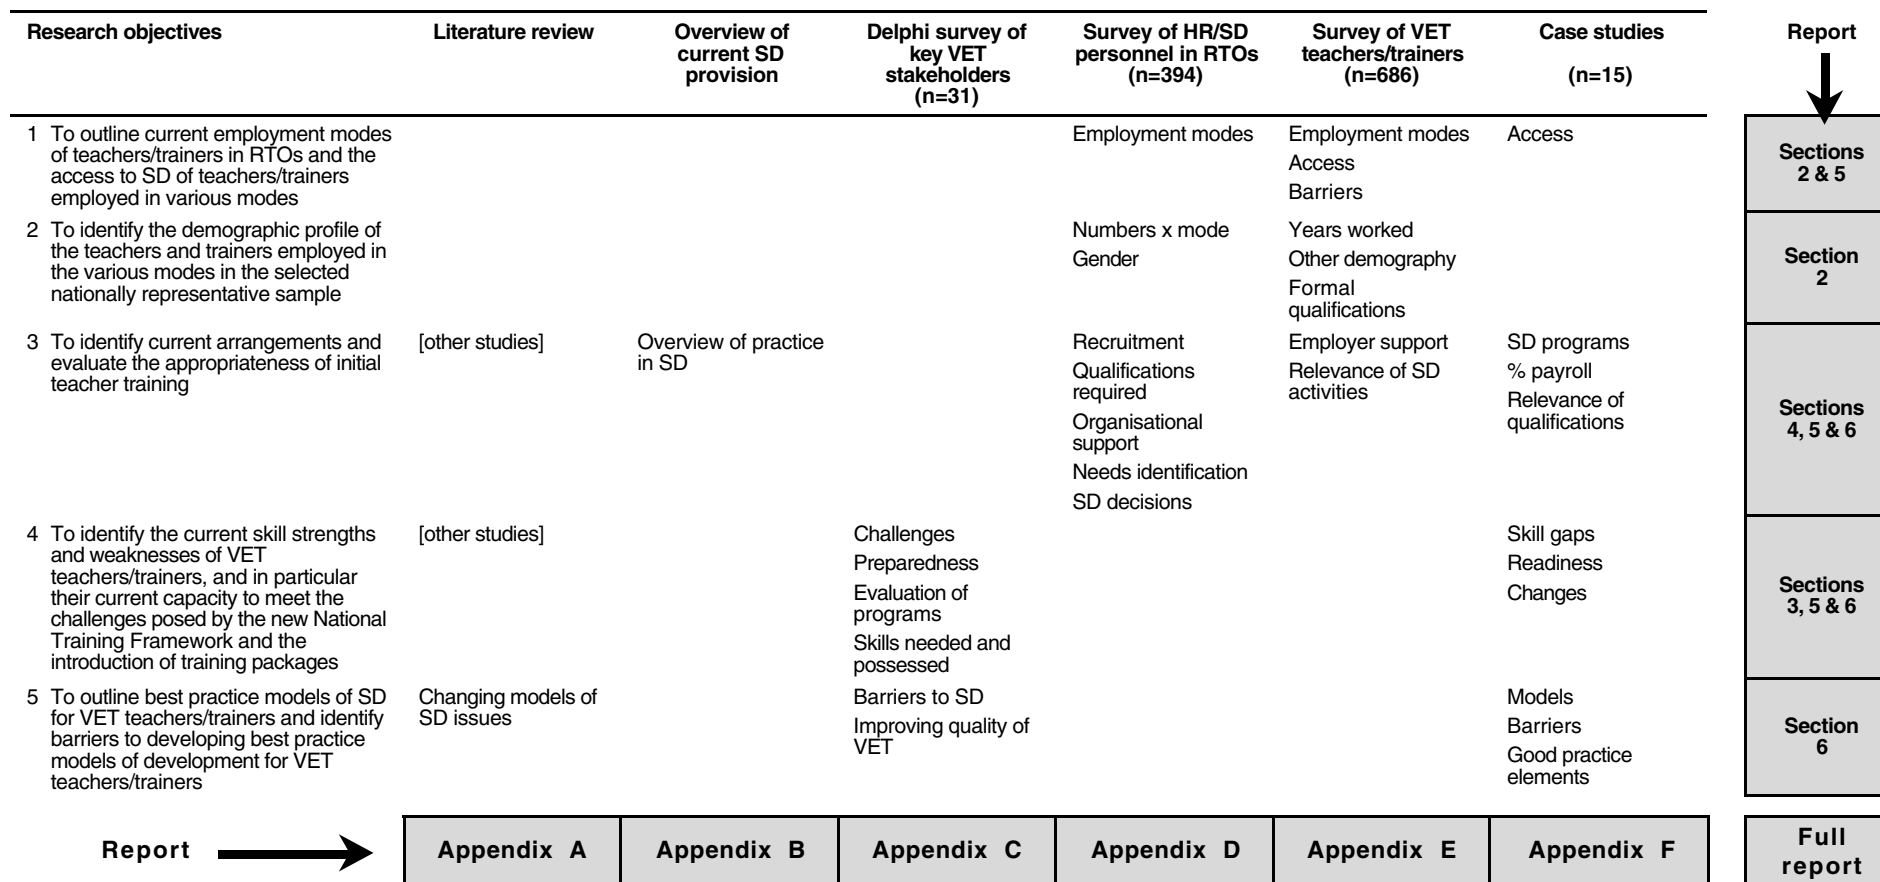 Research objectives
Literature review
Overview of
current SD
provision
Delphi survey of
key VET
stakeholders
(n=31)
Survey of HR/SD
personnel in RTOs
(n=394)
Survey of VET
teachers/trainers
(n=686)
Case studies
(n=15)
Report
1 To outline current employment modes
of teachers/trainers in RTOs and the
access to SD of teachers/trainers
employed in various modes
Employment modes
Employment modes
Access
Barriers
Access
Sections
2 & 5
2 To identify the demographic profile of
the teachers and trainers employed in
the various modes in the selected
nationally representative sample
Numbers x mode
Gender
Years worked
Other demography
Formal
qualifications
Section
2
3 To identify current arrangements and
evaluate the appropriateness of initial
teacher training
[other studies]
Overview of practice
in SD
Recruitment
Qualifications
required
Organisational
support
Needs identification
SD decisions
Employer support
Relevance of SD
activities
SD programs
% payroll
Relevance of
qualifications
Sections
4, 5 & 6
4 To identify the current skill strengths
and weaknesses of VET
teachers/trainers, and in particular
their current capacity to meet the
challenges posed by the new National
Training Framework and the
introduction of training packages
[other studies]
Challenges
Preparedness
Evaluation of
programs
Skills needed and
possessed
Skill gaps
Readiness
Changes
Sections
3, 5 & 6
5 To outline best practice models of SD
for VET teachers/trainers and identify
barriers to developing best practice
models of development for VET
teachers/trainers
Changing models of
SD issues
Barriers to SD
Improving quality of
VET
Models
Barriers
Good practice
elements
Section
6
Report
Appendix A
Appendix B
Appendix C
Appendix D
Appendix E
Appendix F
Full
report